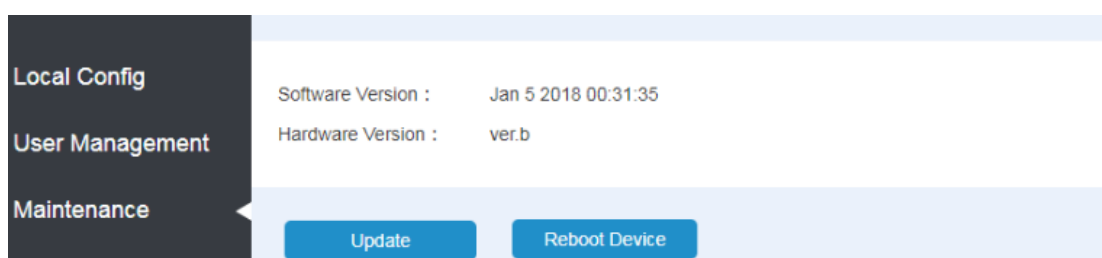 Local Config
User Management
Maintenance
Software Version : Jan 5 2018 00:31:35
Hardware Version : ver.b
Update
Reboot Device